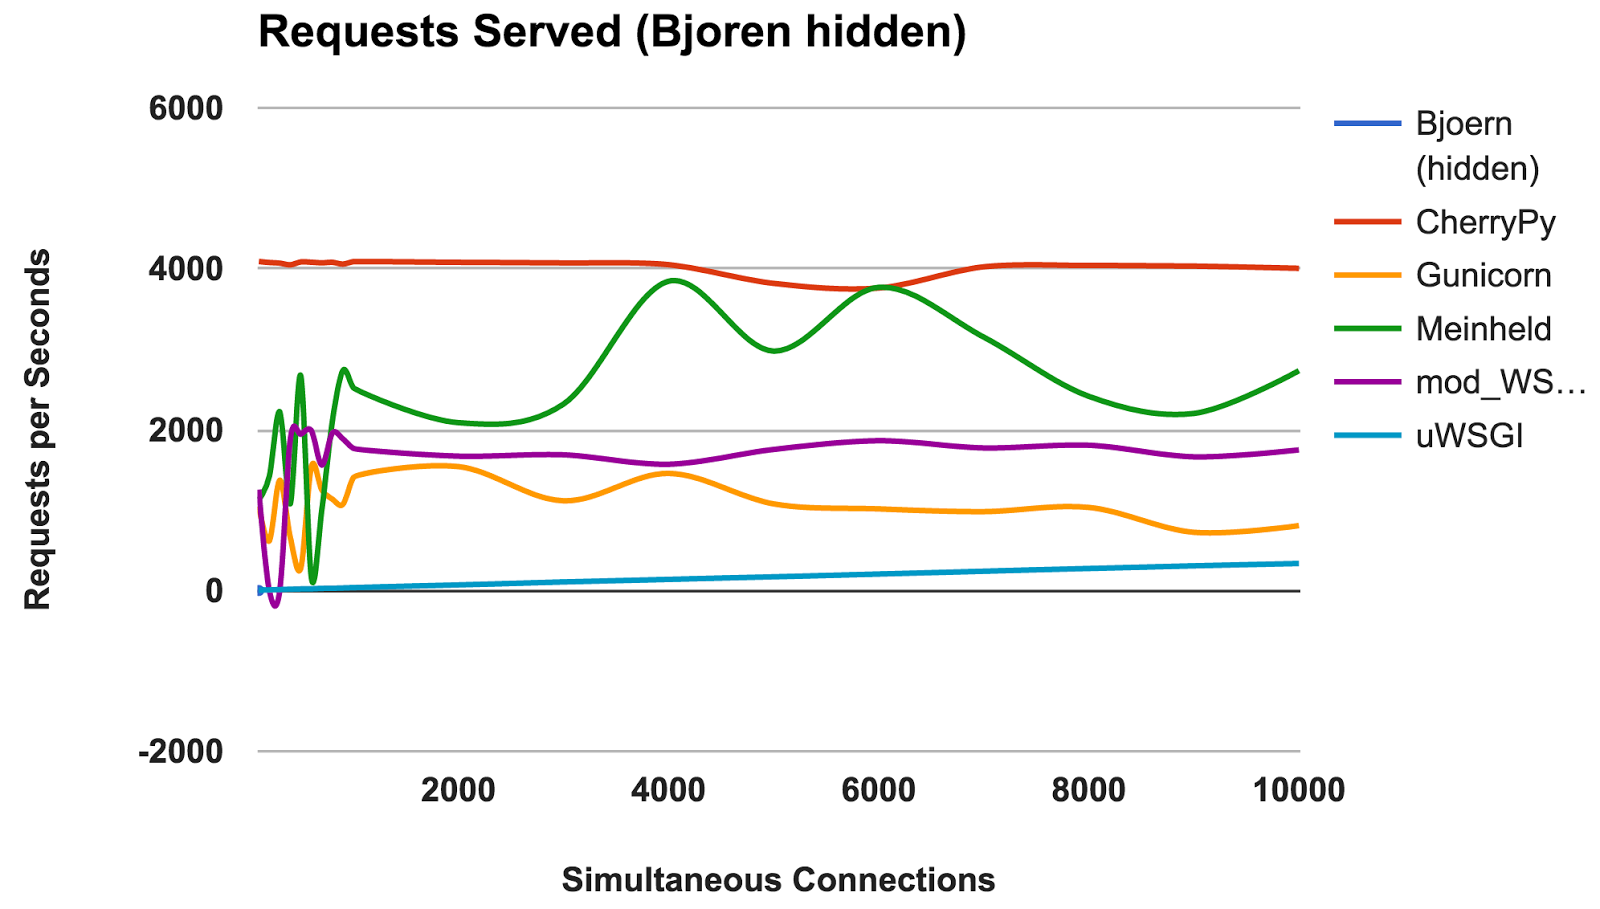 Requests Served (Bjoren hidden)
6000
4000
2000
0
-2000
Requests per Seconds
2000
4000
6000
8000
10000
Simultaneous Connections
Bjoern
(hidden)
CherryPy
Gunicorn
Meinheld
mod_WS...
uWSGI